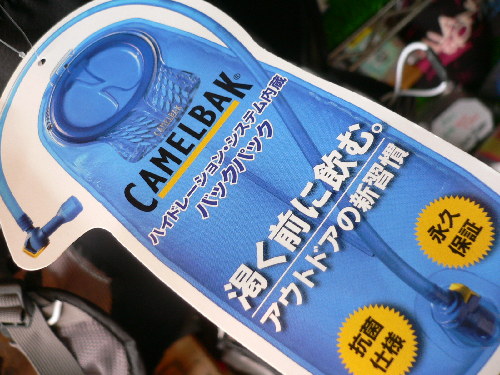 CAMELBAK®
ハイドレーション・システム内蔵
バックパック
渇く前に飲む。
アウトドアの新習慣
永久
保証
抗菌
仕様